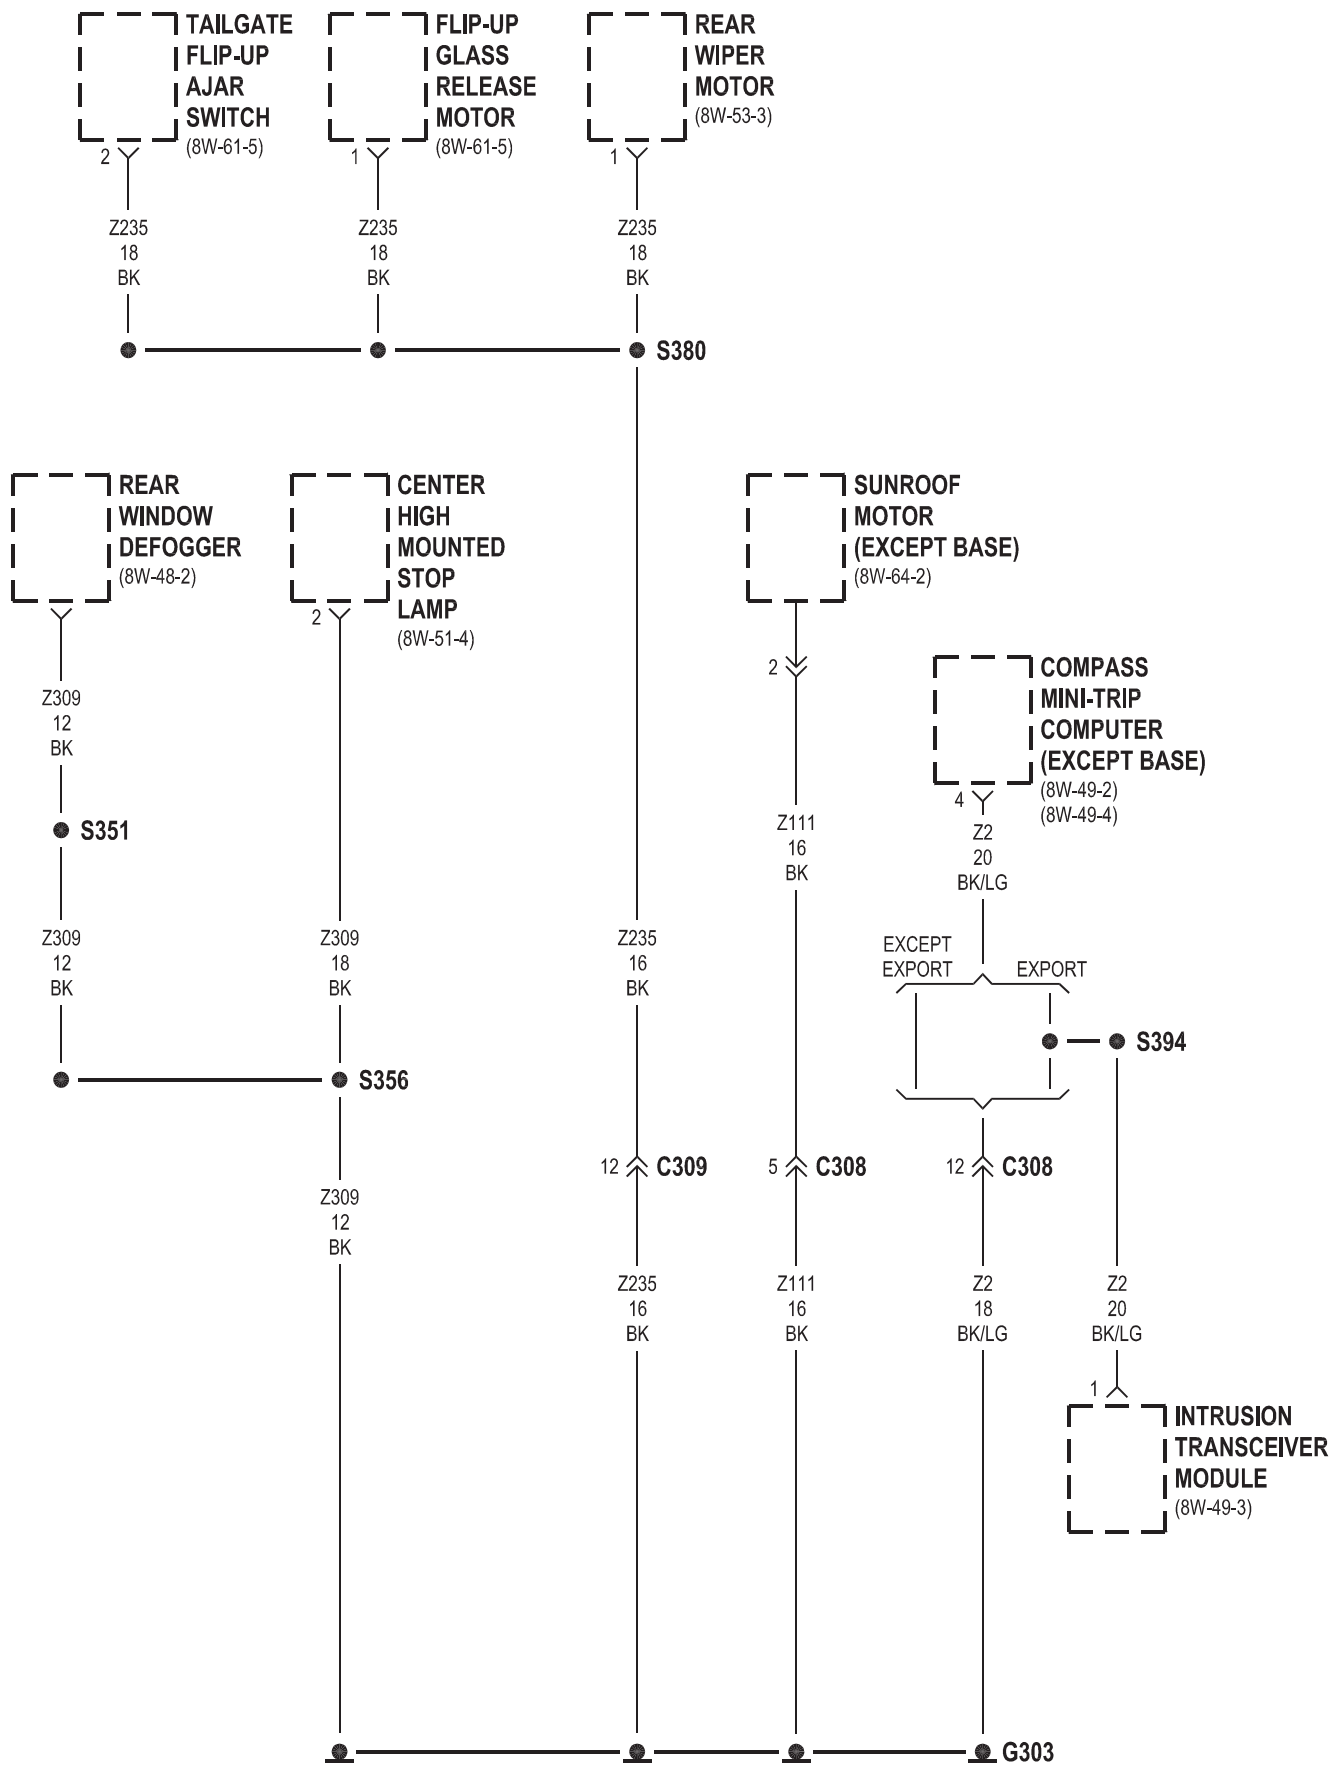 TAILGATE
FLIP-UP
AJAR
SWITCH
(8W-61-5)
2
FLIP-UP
GLASS
RELEASE
MOTOR
(8W-61-5)
1
REAR
WIPER
MOTOR
(8W-53-3)
1
Z235
18
BK
Z235
18
BK
Z235
18
BK
S380
REAR
WINDOW
DEFOGGER
(8W-48-2)
CENTER
HIGH
MOUNTED
STOP
LAMP
(8W-51-4)
2
SUNROOF
MOTOR
(EXCEPT BASE)
(8W-64-2)
2
COMPASS
MINI-TRIP
COMPUTER
(EXCEPT BASE)
(8W-49-2)
(8W-49-4)
4
Z309
12
BK
S351
Z111
16
BK
Z2
20
BK/LG
Z309
12
BK
Z309
18
BK
Z235
16
BK
EXCEPT
EXPORT
EXPORT
S394
S356
12
C309
5
C308
12
C308
Z309
12
BK
Z235
16
BK
Z111
16
BK
Z2
18
BK/LG
Z2
20
BK/LG
1
INTRUSION
TRANSCEIVER
MODULE
(8W-49-3)
G303